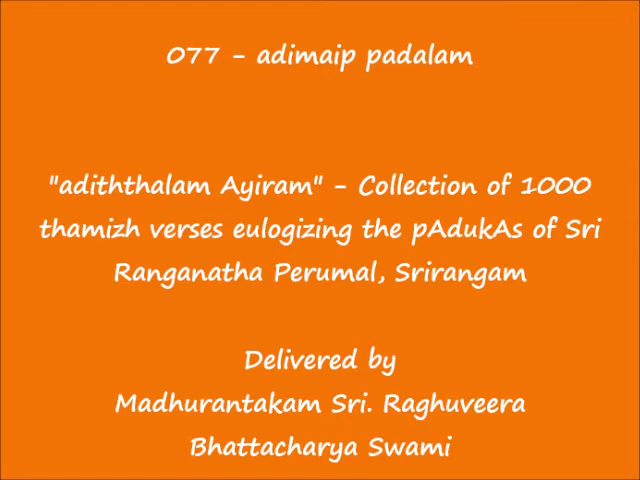 077 - adimaip padalam
"adiththalam Ayiram" - Collection of 1000
thamizh verses eulogizing the pAdukAs of Sri
Ranganatha Perumal, Srirangam
Delivered by
Madhurantakam Sri. Raghuveera
Bhattacharya Swami